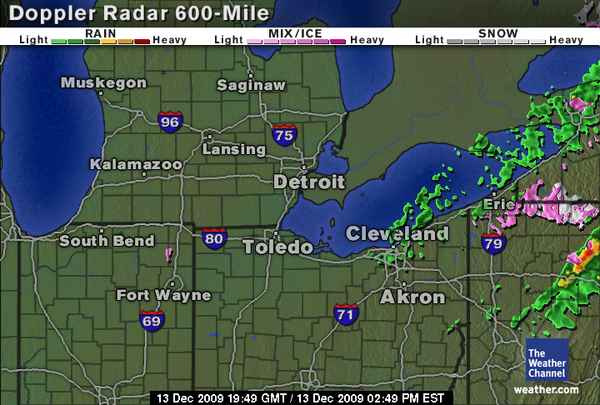 Doppler Radar 600-Mile
RAIN MIX/ICE SNOW
Light Heavy Light Heavy Light Heavy
Muskegon
Saginaw
96
75
Lansing
Kalamazoo
Detroit
Erie
South Bend
80
Toledo
Cleveland
79
Fort Wayne
Akron
69
71
The Weather Channel
weather.com
13 Dec 2009 19:49 GMT / 13 Dec 2009 02:49 PM EST